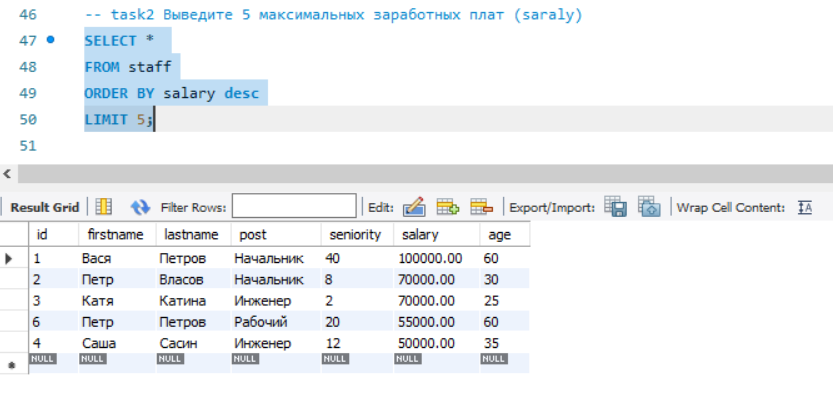 46 -- task2 Выведите 5 максимальных заработных плат (saraly)
47 SELECT *
48 FROM staff
49 ORDER BY salary desc
50 LIMIT 5;
51
Result Grid Filter Rows: Edit: Export/Import: Wrap Cell Content: IA
id firstname lastname post seniority salary age
1 Вася Петров Начальник 40 100000.00 60
2 Петр Власов Начальник 8 70000.00 30
3 Катя Катина Инженер 2 70000.00 25
6 Петр Петров Рабочий 20 55000.00 60
4 Саша Сасин Инженер 12 50000.00 35
NULL NULL NULL NULL NULL NULL NULL